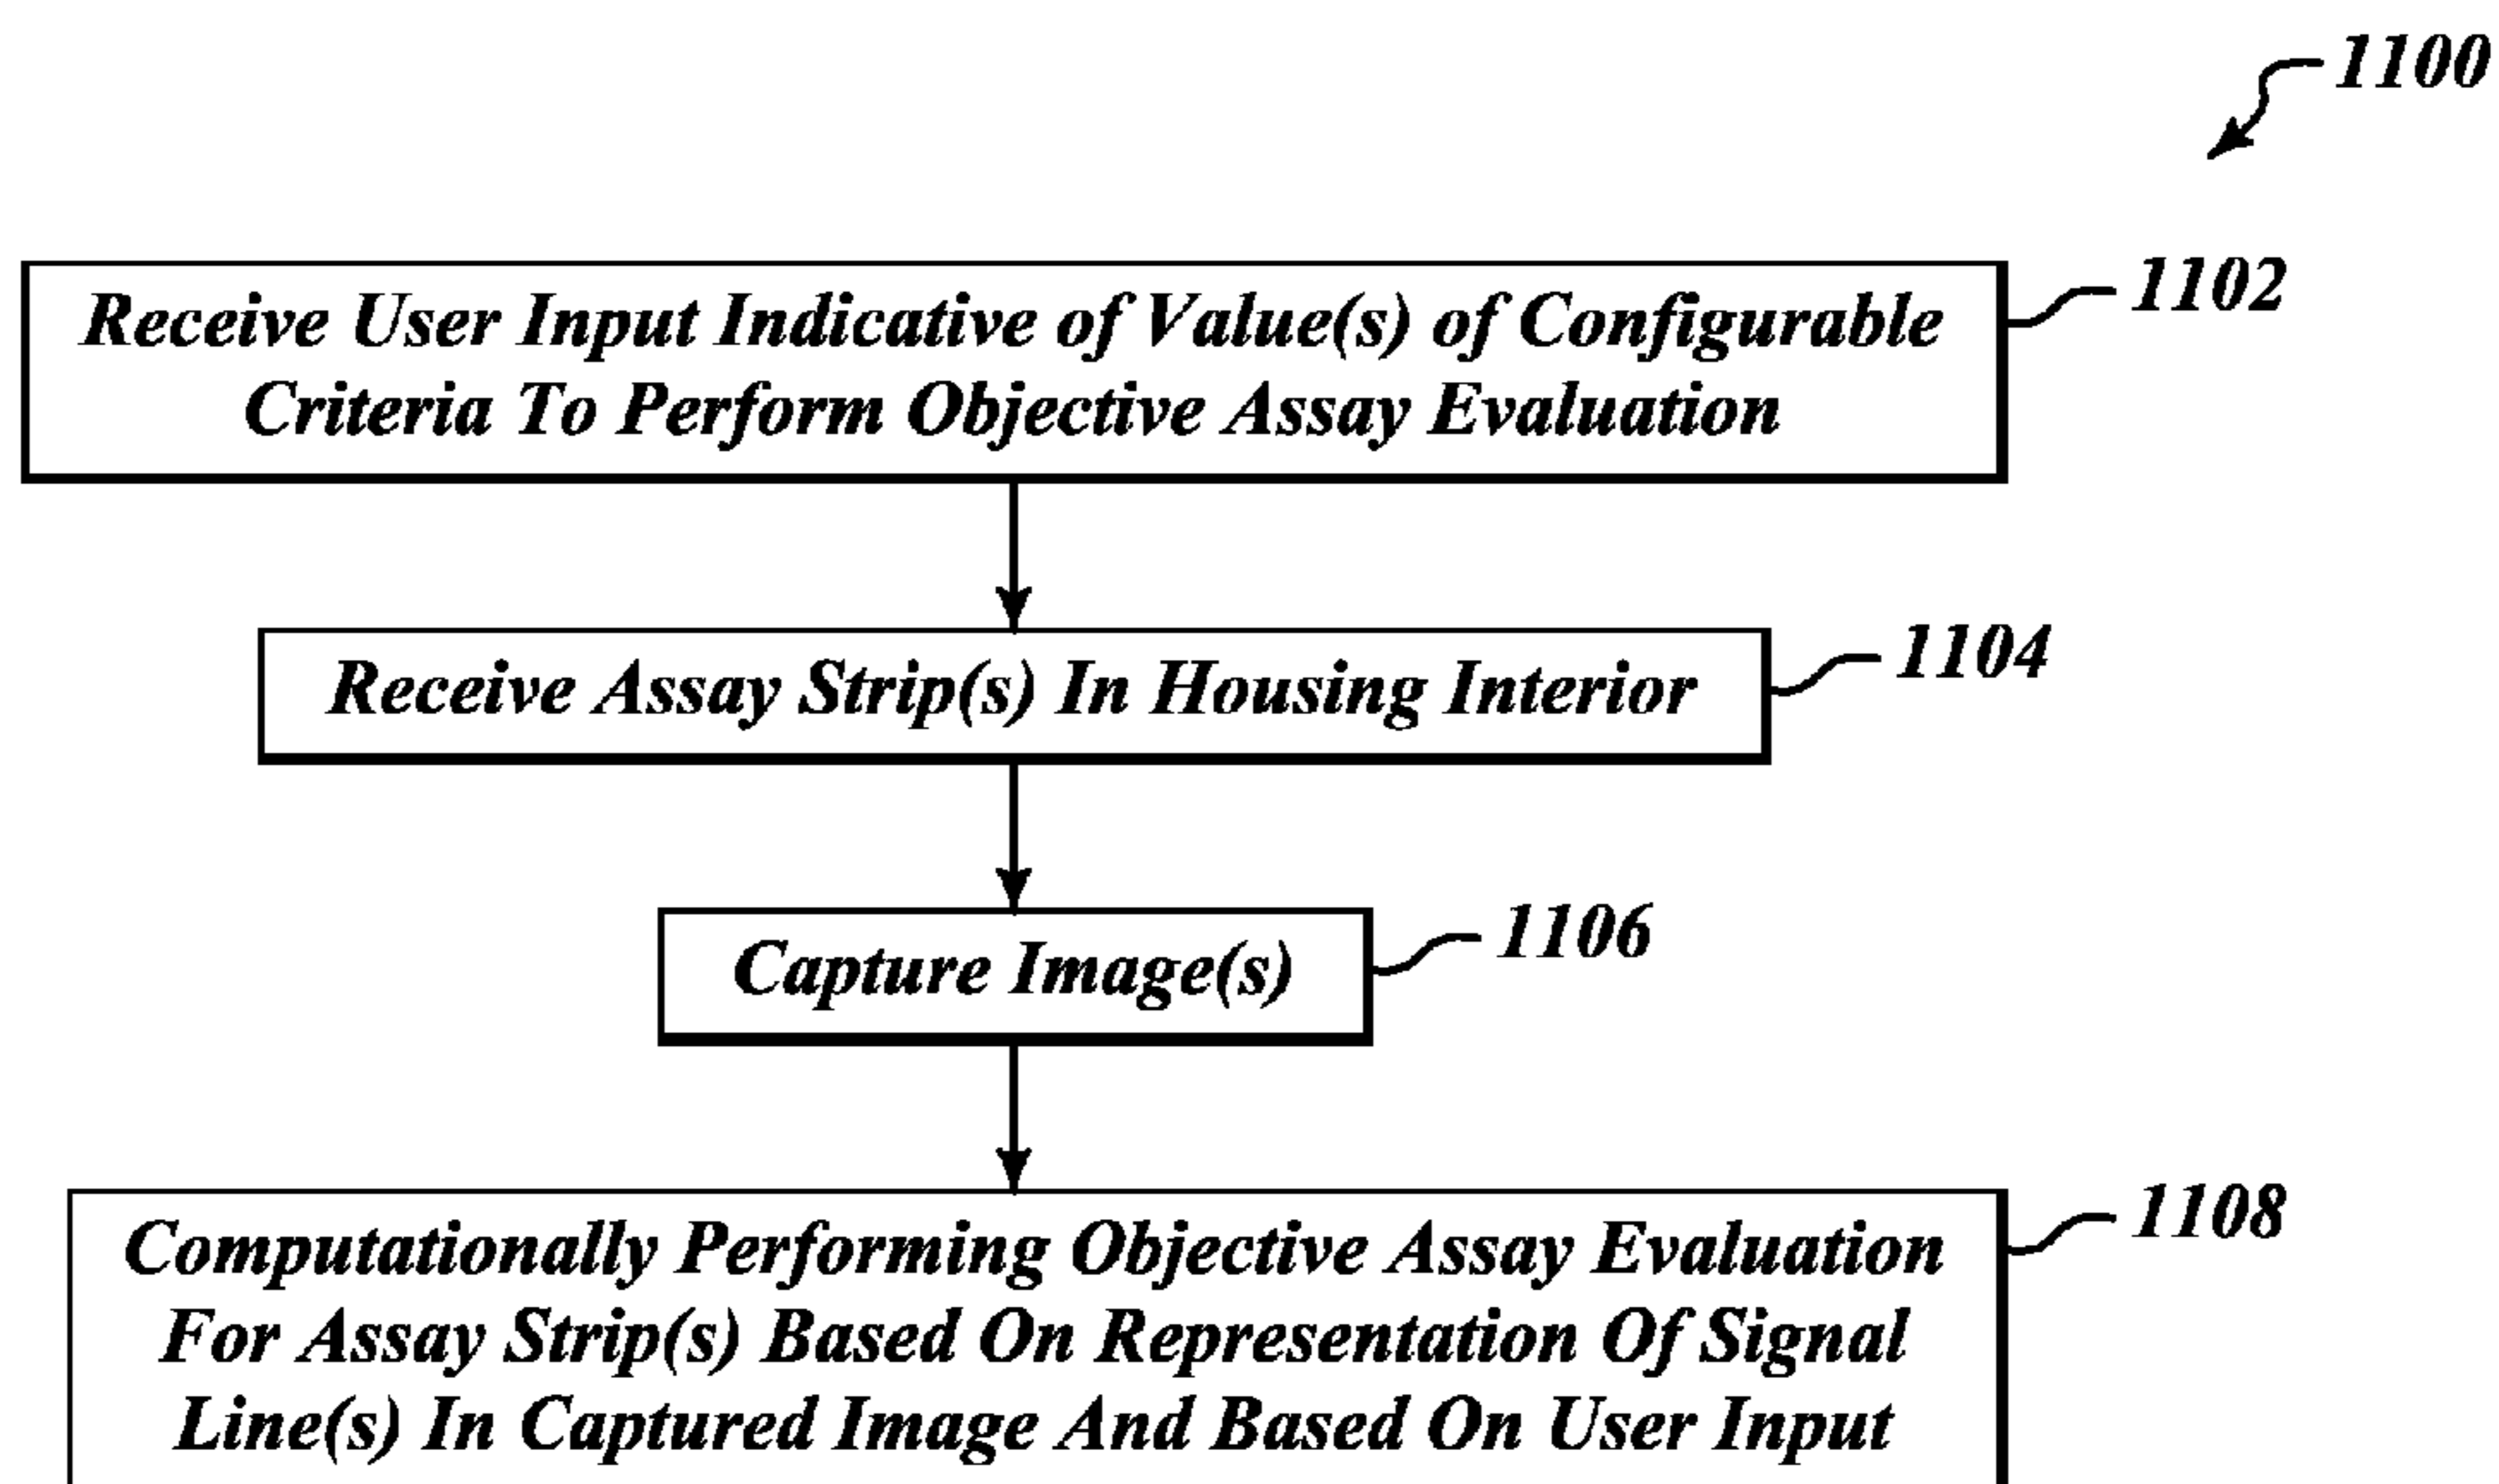 1100
Receive User Input Indicative of Value(s) of Configurable
Criteria To Perform Objective Assay Evaluation
1102
Receive Assay Strip(s) In Housing Interior
1104
Capture Image(s)
1106
Computationally Performing Objective Assay Evaluation
For Assay Strip(s) Based On Representation Of Signal
Line(s) In Captured Image And Based On User Input
1108